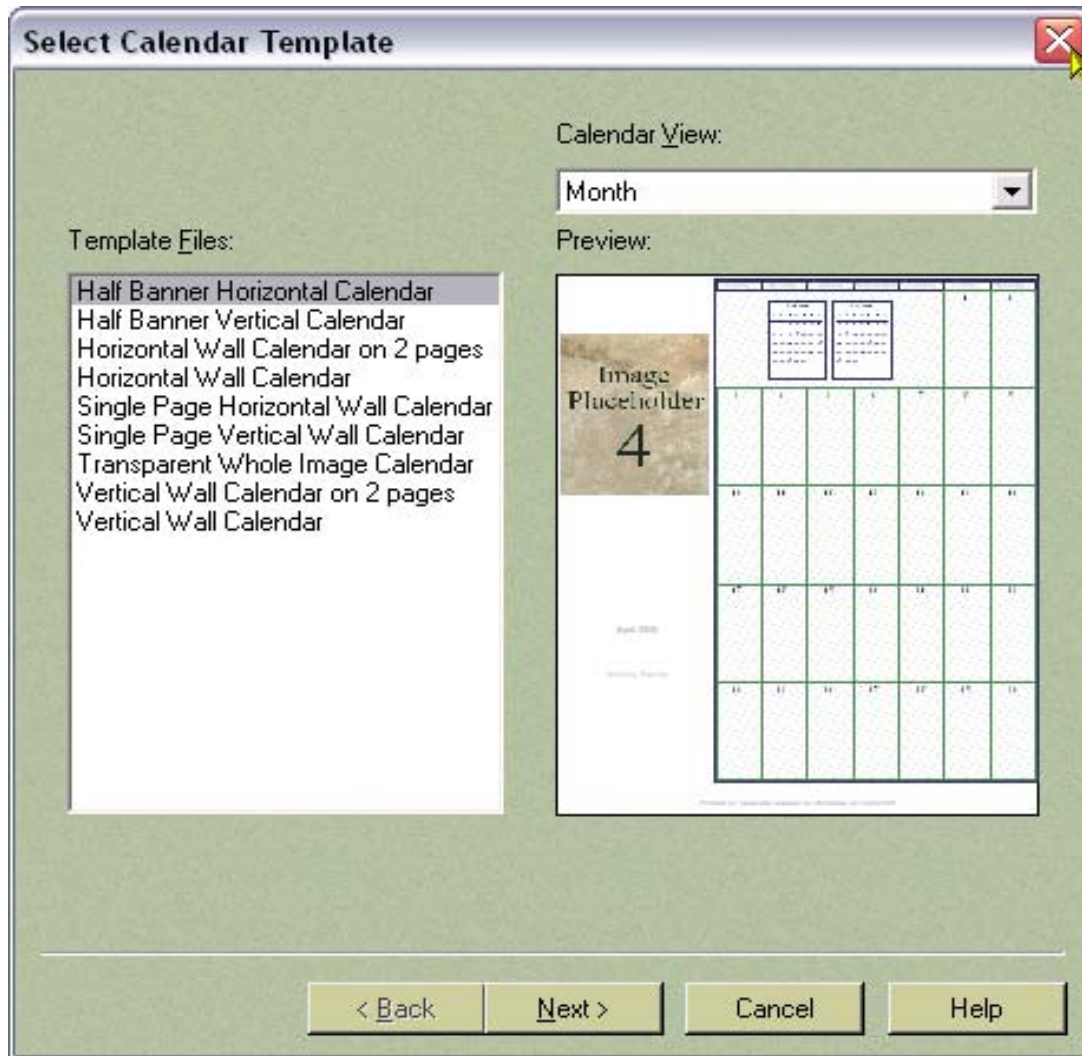 Select Calendar Template
Calendar View:
Month
Template Files:
Preview:
Half Banner Horizontal Calendar
Half Banner Vertical Calendar
Horizontal Wall Calendar on 2 pages
Horizontal Wall Calendar
Single Page Horizontal Wall Calendar
Single Page Vertical Wall Calendar
Transparent Whole Image Calendar
Vertical Wall Calendar on 2 pages
Vertical Wall Calendar
Image
Placeholder
4
< Back
Next >
Cancel
Help